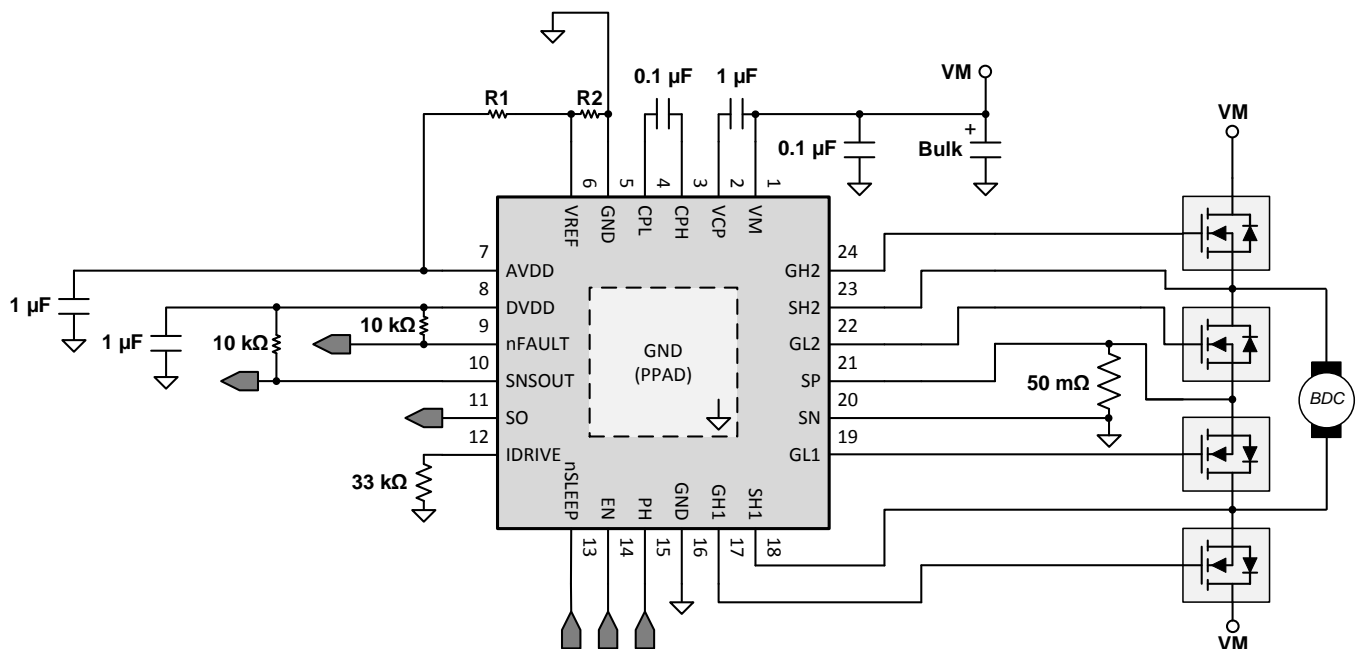 0.1 µF
1 µF
VM
R1
R2
VM
0.1 µF
+
Bulk
6
5
4
3
2
1
VREF
GND
CPL
CPH
VCP
VM
7
AVDD
8
DVDD
9
nFAULT
10
SNSOUT
11
SO
12
IDRIVE
24
GH2
23
SH2
22
GL2
21
SP
20
SN
19
GL1
1 µF
1 µF
10 kΩ
10 kΩ
33 kΩ
GND
(PPAD)
50 mΩ
BDC
nSLEEP
EN
PH
GND
GH1
SH1
13
14
15
16
17
18
VM